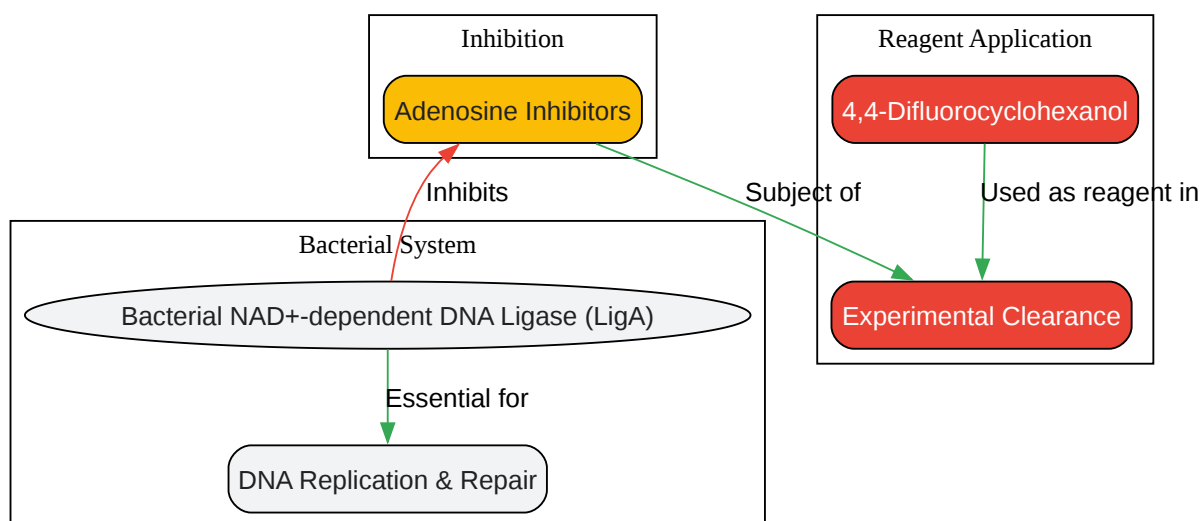 Inhibition
Reagent Application
Adenosine Inhibitors
4,4-Difluorocyclohexanol
Inhibits
Subject of
Used as reagent in
Bacterial System
Bacterial NAD+-dependent DNA Ligase (LigA)
Experimental Clearance
Essential for
DNA Replication & Repair